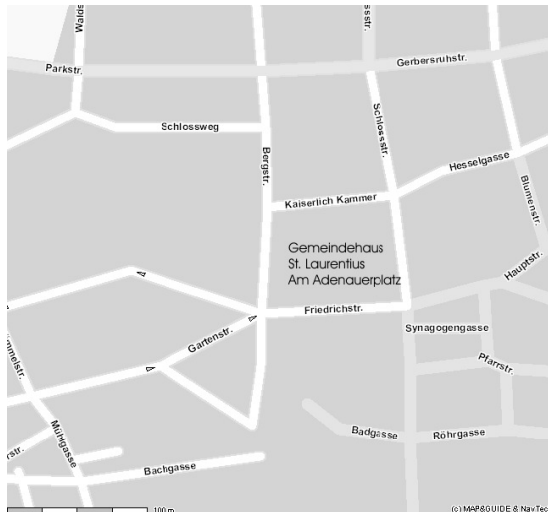 Parkstr.
Gerbersruhstr.
Schlossweg
Schlossstr.
Bergstr.
Hesselgasse
Kaiserlich Kammer
Blumenstr.
Gemeindehaus
St. Laurentius
Am Adenauerplatz
Hauptstr.
Friedrichstr.
Synagogengasse
Gartenstr.
Pfarrstr.
Mühlgasse
Badgasse
Röhrgasse
Bachgasse
100 m
(c) MAP&GUIDE & NavTec